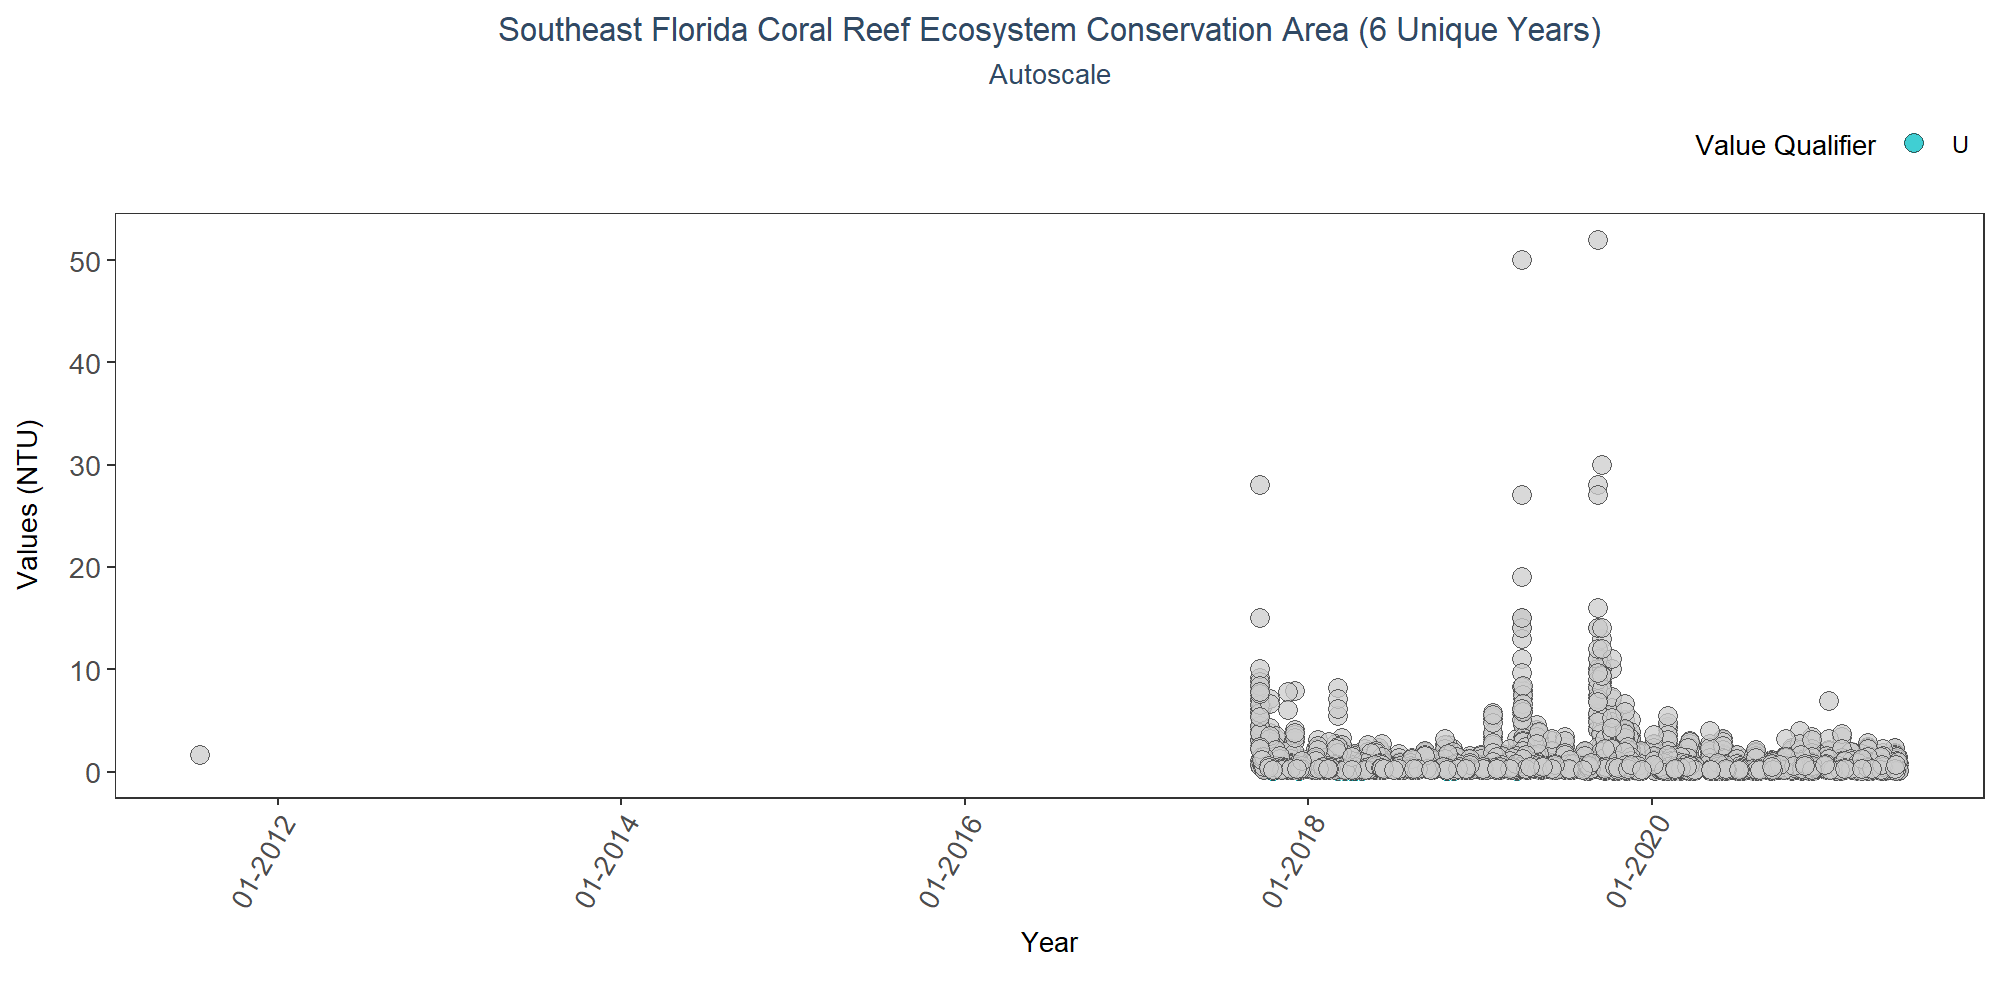 Southeast Florida Coral Reef Ecosystem Conservation Area (6 Unique Years)
Autoscale
Value Qualifier U
Values (NTU)
50
40
30
20
10
0
01-2012 01-2014 01-2016 01-2018 01-2020
Year